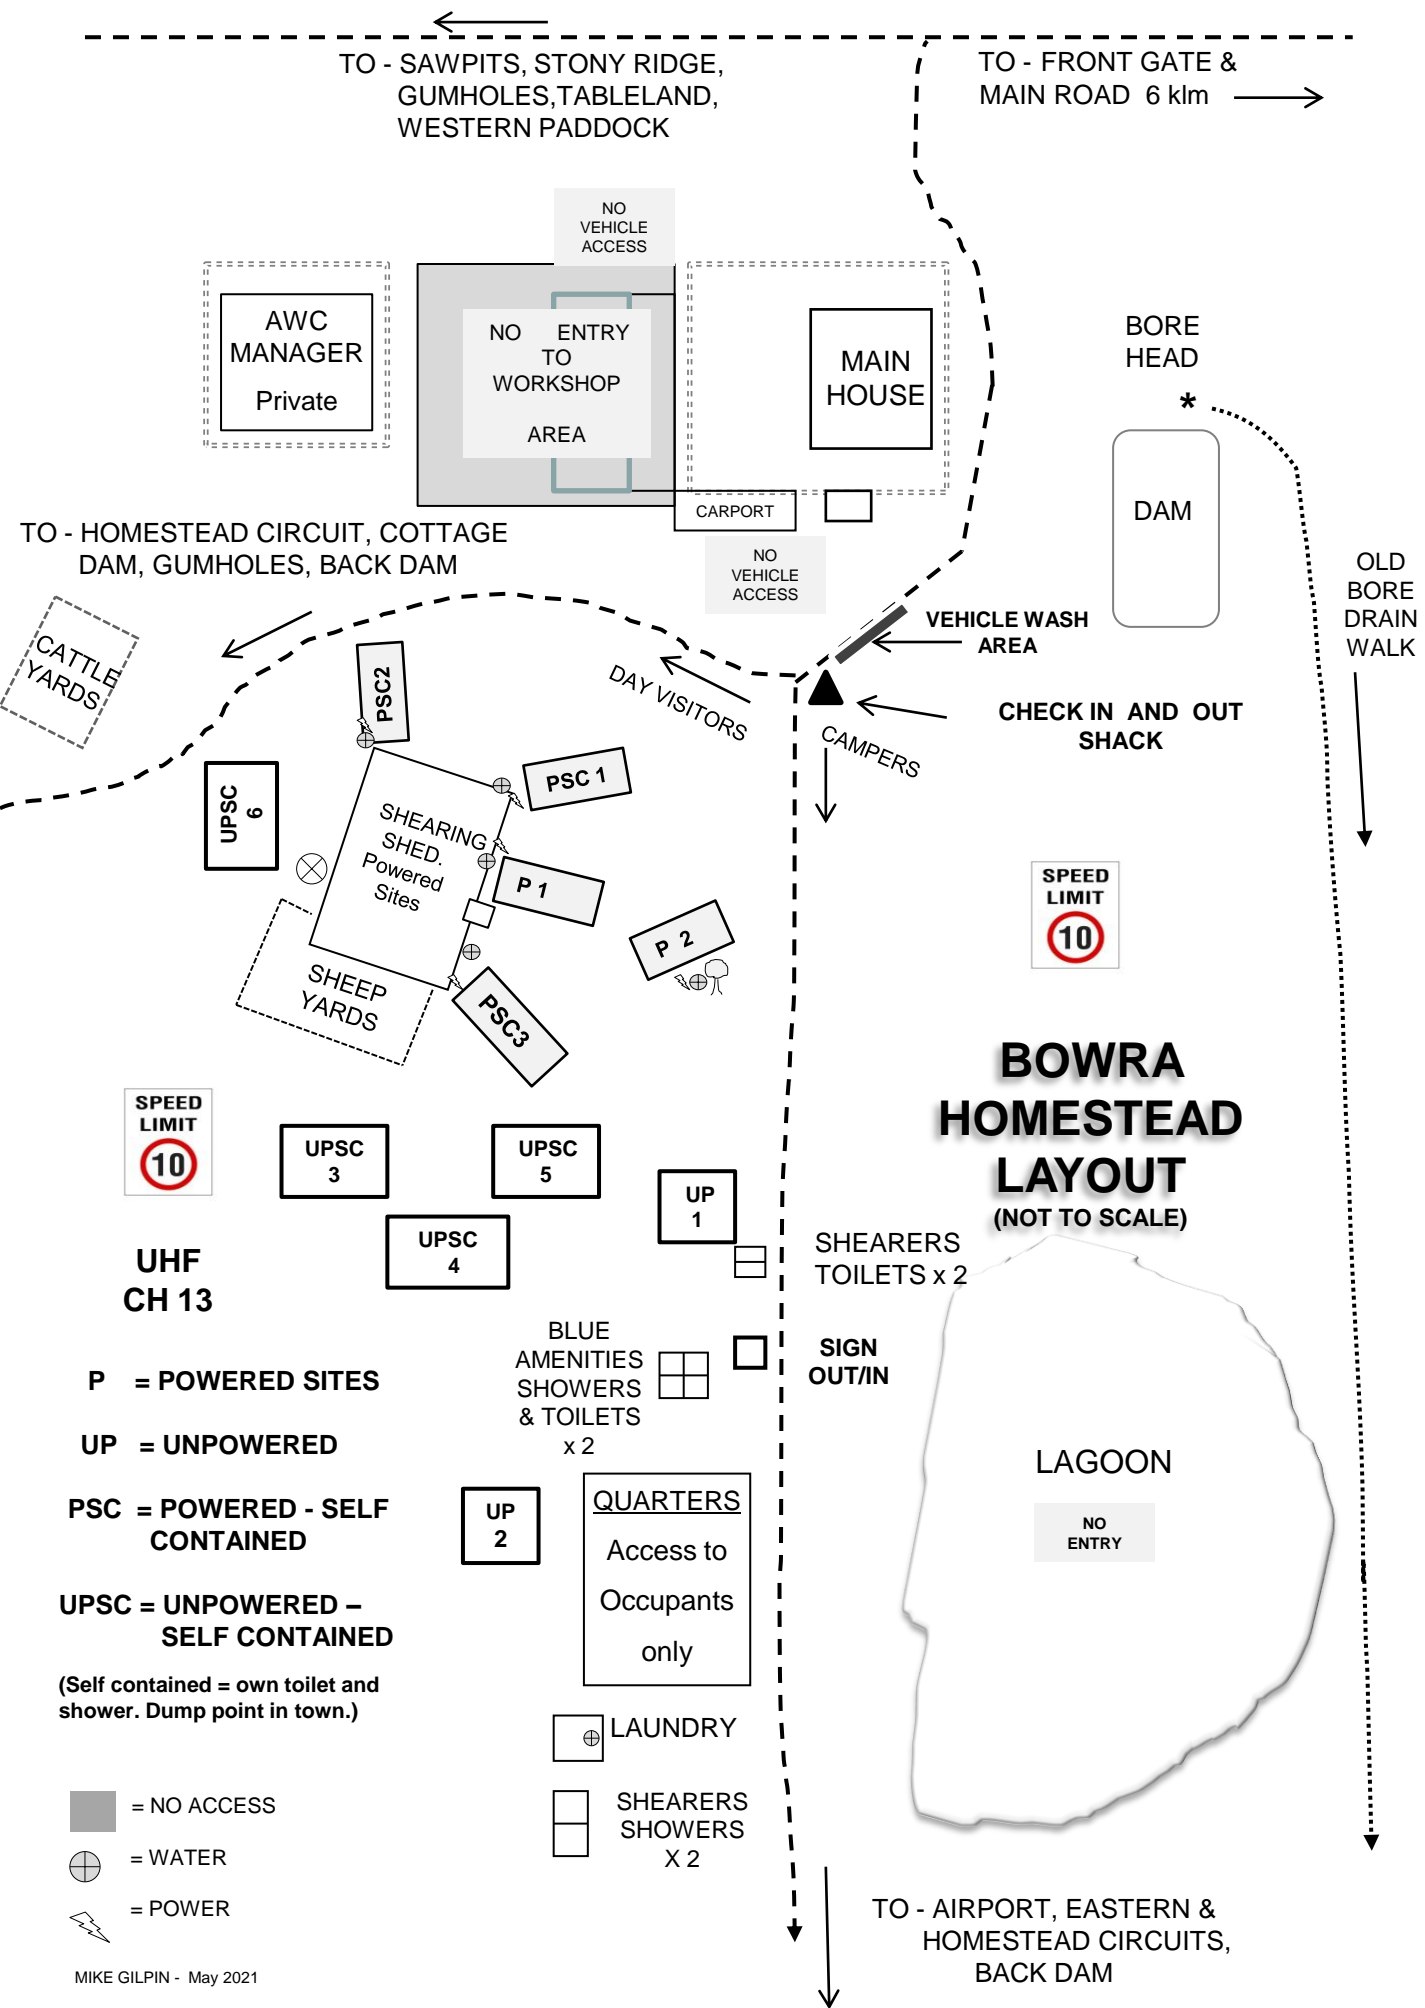 TO - SAWPITS, STONY RIDGE,
GUMHOLES,TABLELAND,
WESTERN PADDOCK
TO - FRONT GATE &
MAIN ROAD 6 klm
NO
VEHICLE
ACCESS
AWC
MANAGER
Private
NO ENTRY
TO
WORKSHOP
AREA
MAIN
HOUSE
BORE
HEAD
*
DAM
CARPORT
TO - HOMESTEAD CIRCUIT, COTTAGE
DAM, GUMHOLES, BACK DAM
NO
VEHICLE
ACCESS
OLD
BORE
DRAIN
WALK
VEHICLE WASH
AREA
CATTLE
YARDS
PSC2
DAY VISITORS
CHECK IN AND OUT
SHACK
CAMPERS
PSC 1
UPSC
6
SHEARING
SHED.
Powered
Sites
P 1
P 2
SPEED
LIMIT
10
SHEEP
YARDS
PSC3
BOWRA
HOMESTEAD
LAYOUT
(NOT TO SCALE)
SPEED
LIMIT
10
UPSC
3
UPSC
5
UP
1
UPSC
4
SHEARERS
TOILETS x 2
UHF
CH 13
BLUE
AMENITIES
SHOWERS
& TOILETS
x 2
SIGN
OUT/IN
P = POWERED SITES
UP = UNPOWERED
PSC = POWERED - SELF
CONTAINED
UPSC = UNPOWERED –
SELF CONTAINED
(Self contained = own toilet and
shower. Dump point in town.)
UP
2
QUARTERS
Access to
Occupants
only
LAGOON
NO
ENTRY
LAUNDRY
SHEARERS
SHOWERS
X 2
= NO ACCESS
= WATER
= POWER
TO - AIRPORT, EASTERN &
HOMESTEAD CIRCUITS,
BACK DAM
MIKE GILPIN - May 2021